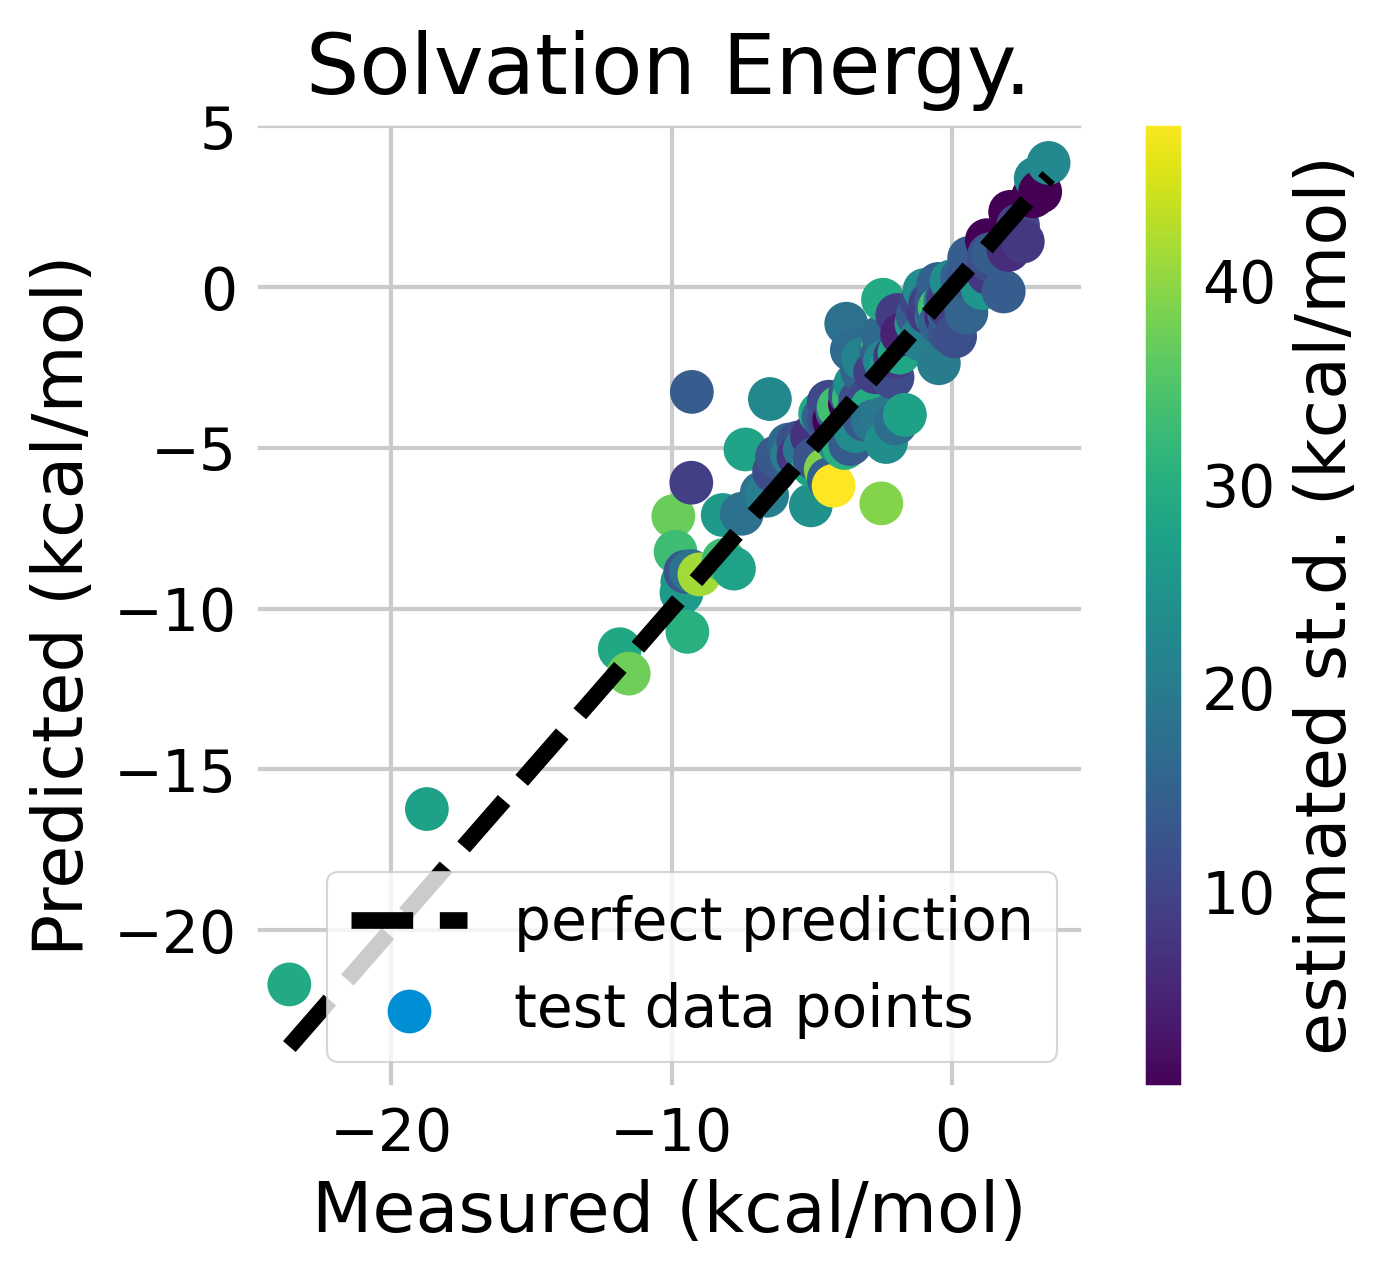 Solvation Energy.
5
0
−5
−10
−15
−20
Predicted (kcal/mol)
−20
−10
0
Measured (kcal/mol)
perfect prediction
test data points
40
30
20
10
estimated st.d. (kcal/mol)